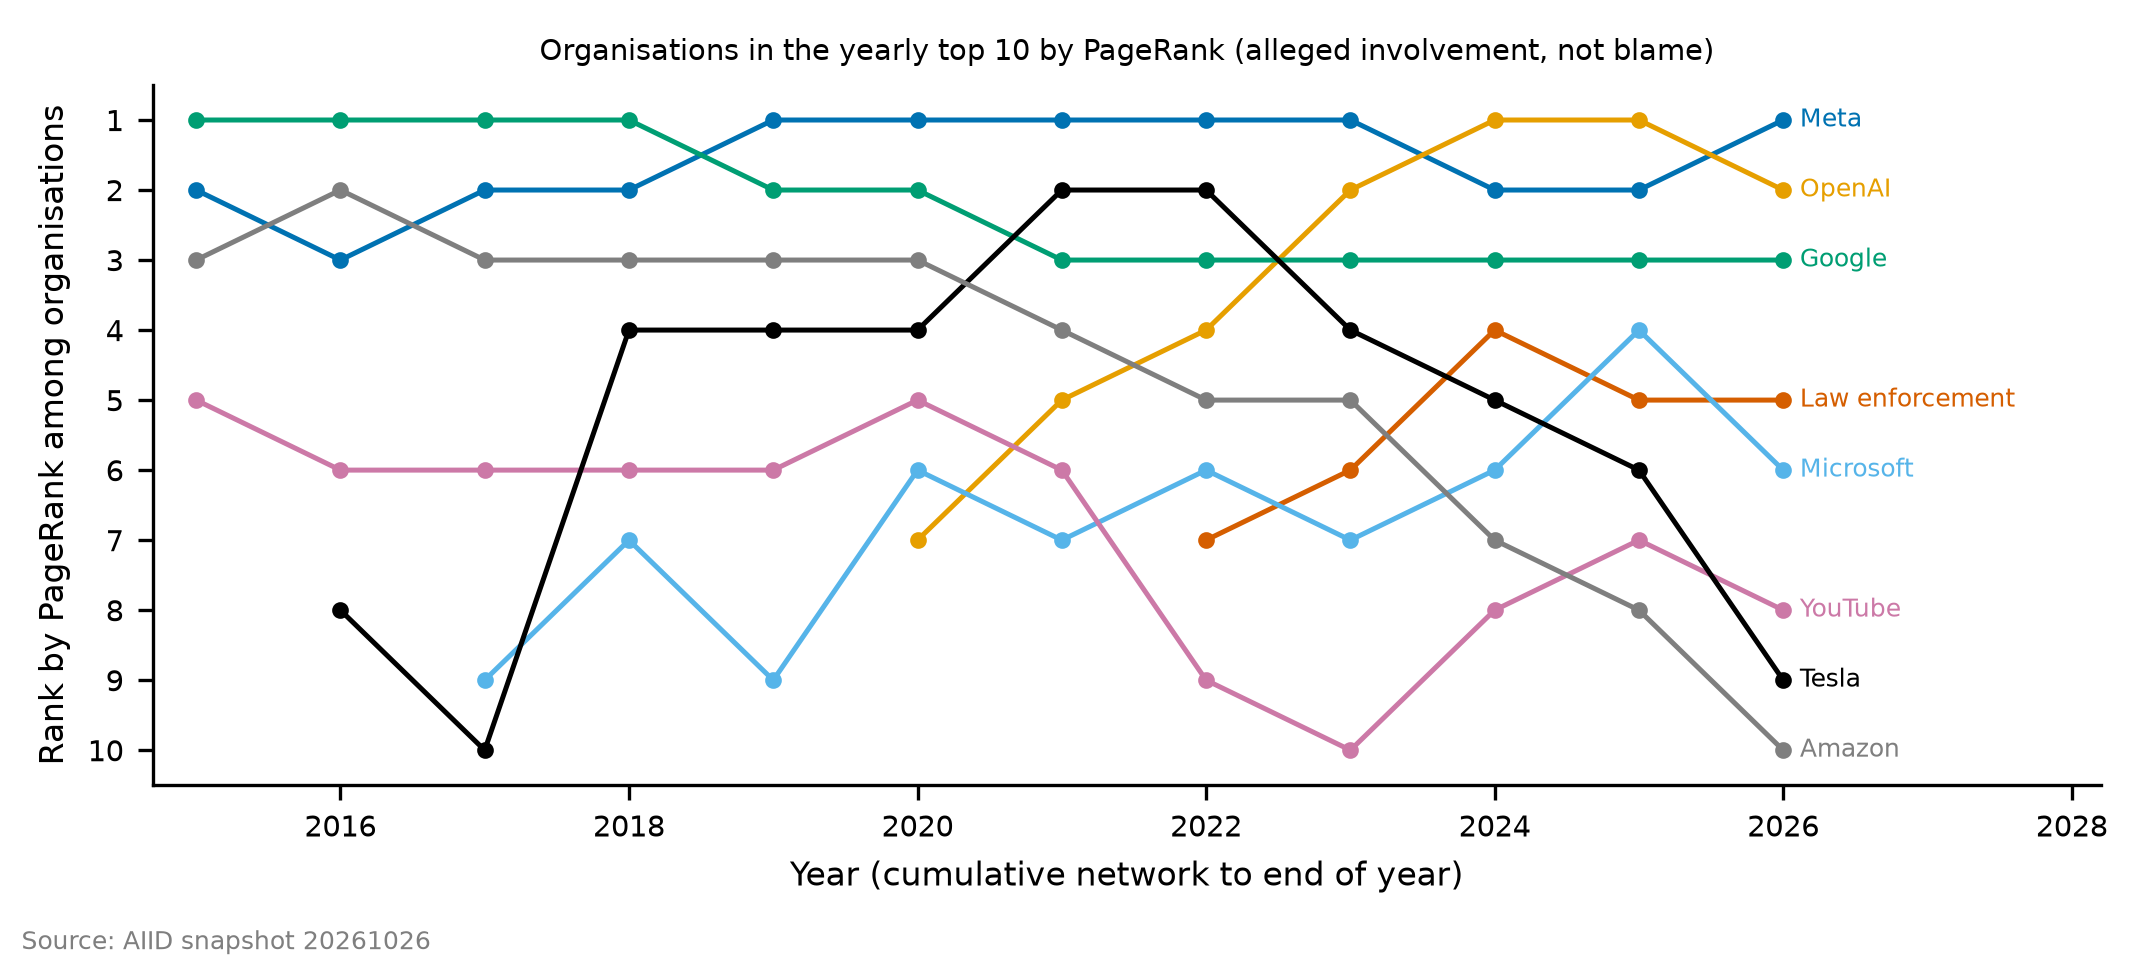 Organisations in the yearly top 10 by PageRank (alleged involvement, not blame)
Rank by PageRank among organisations
1
2
3
4
5
6
7
8
9
10
Meta
OpenAI
Google
Law enforcement
Microsoft
YouTube
Tesla
Amazon
2016 2018 2020 2022 2024 2026 2028
Year (cumulative network to end of year)
Source: AIID snapshot 20261026